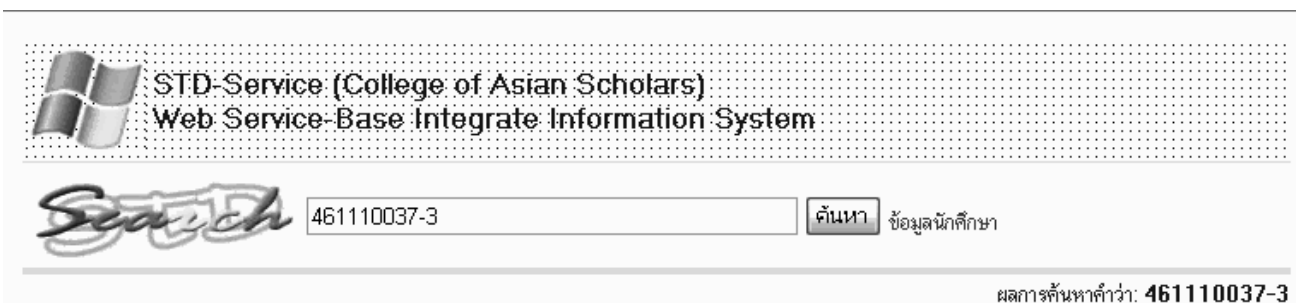 STD-Service (College of Asian Scholars)
Web Service-Base Integrate Information System
Search 461110037-3 ค้นหา ข้อมูลนักศึกษา
ผลการค้นหาคำว่า: 461110037-3